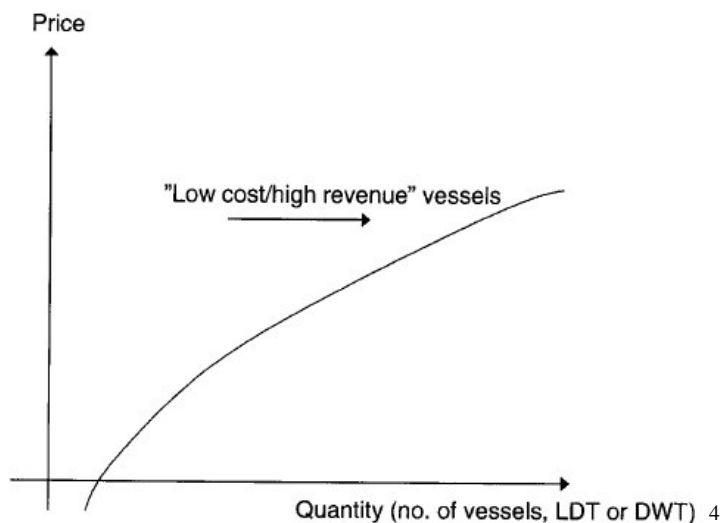 Price
”Low cost/high revenue” vessels
Quantity (no. of vessels, LDT or DWT) 4